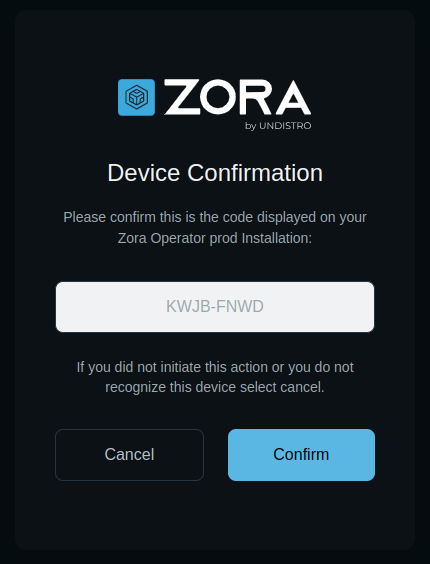 ZORA
by UNDISTRO
Device Confirmation
Please confirm this is the code displayed on your
Zora Operator prod Installation:
KWJB-FNWD
If you did not initiate this action or you do not
recognize this device select cancel.
Cancel
Confirm